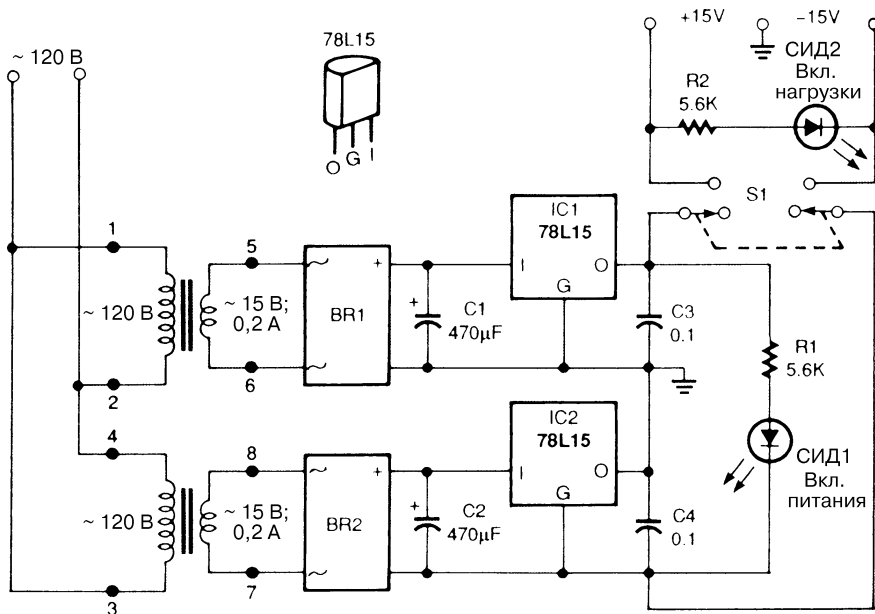 +15V
−15V
~ 120 В
78L15
O G I
СИД2
Вкл.
нагрузки
R2
5.6K
S1
IC1
78L15
I
O
G
1
5
~ 120 В
~ 15 В;
0,2 А
BR1
~
+
~
−
+
C1
470µF
C3
0.1
R1
5.6K
2
6
4
8
IC2
78L15
I
O
G
~ 120 В
~ 15 В;
0,2 А
BR2
~
+
~
−
+
C2
470µF
C4
0.1
СИД1
Вкл.
питания
3
7